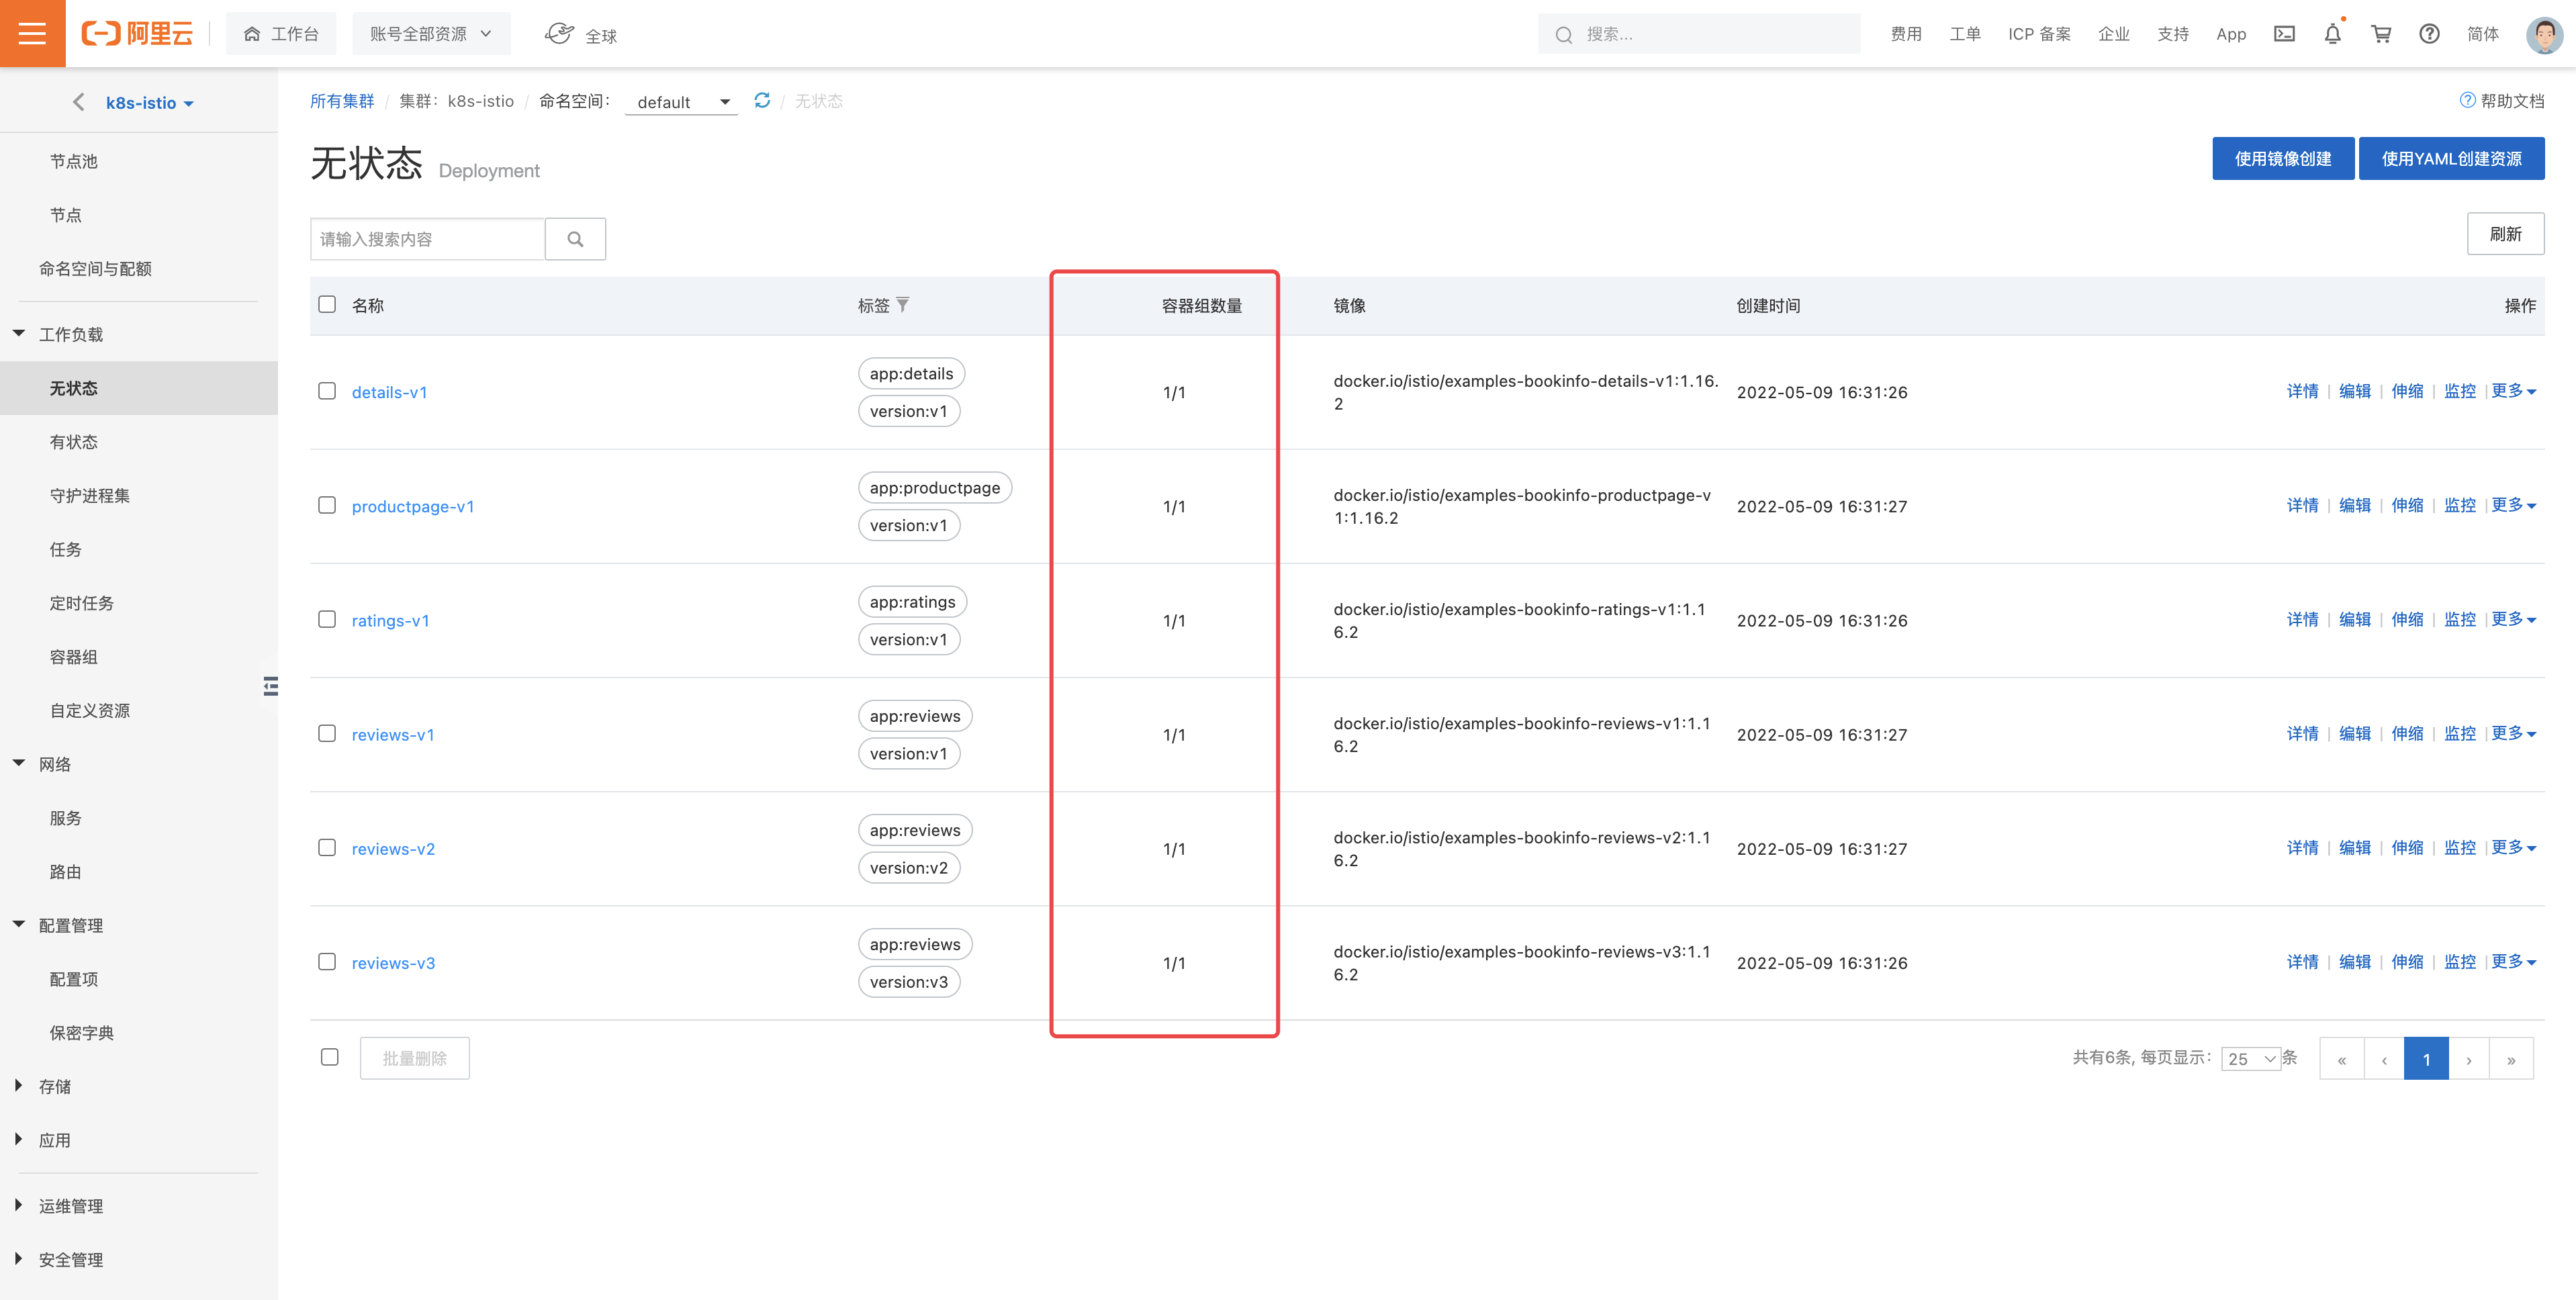 阿里云
工作台
账号全部资源
全球
搜索...
费用
工单
ICP 备案
企业
支持
App
简体
k8s-istio
节点池
节点
命名空间与配额
工作负载
无状态
有状态
守护进程集
任务
定时任务
容器组
自定义资源
网络
服务
路由
配置管理
配置项
保密字典
存储
应用
运维管理
安全管理
所有集群 / 集群：k8s-istio / 命名空间： default / 无状态
帮助文档
无状态 Deployment
使用镜像创建
使用YAML创建资源
请输入搜索内容
刷新
名称 标签 容器组数量 镜像 创建时间 操作
details-v1
app:details
version:v1
1/1
docker.io/istio/examples-bookinfo-details-v1:1.16.
2
2022-05-09 16:31:26
详情 | 编辑 | 伸缩 | 监控 | 更多
productpage-v1
app:productpage
version:v1
1/1
docker.io/istio/examples-bookinfo-productpage-v
1:1.16.2
2022-05-09 16:31:27
详情 | 编辑 | 伸缩 | 监控 | 更多
ratings-v1
app:ratings
version:v1
1/1
docker.io/istio/examples-bookinfo-ratings-v1:1.1
6.2
2022-05-09 16:31:26
详情 | 编辑 | 伸缩 | 监控 | 更多
reviews-v1
app:reviews
version:v1
1/1
docker.io/istio/examples-bookinfo-reviews-v1:1.1
6.2
2022-05-09 16:31:27
详情 | 编辑 | 伸缩 | 监控 | 更多
reviews-v2
app:reviews
version:v2
1/1
docker.io/istio/examples-bookinfo-reviews-v2:1.1
6.2
2022-05-09 16:31:27
详情 | 编辑 | 伸缩 | 监控 | 更多
reviews-v3
app:reviews
version:v3
1/1
docker.io/istio/examples-bookinfo-reviews-v3:1.1
6.2
2022-05-09 16:31:26
详情 | 编辑 | 伸缩 | 监控 | 更多
批量删除
共有6条, 每页显示： 25 条
« ‹ 1 › »